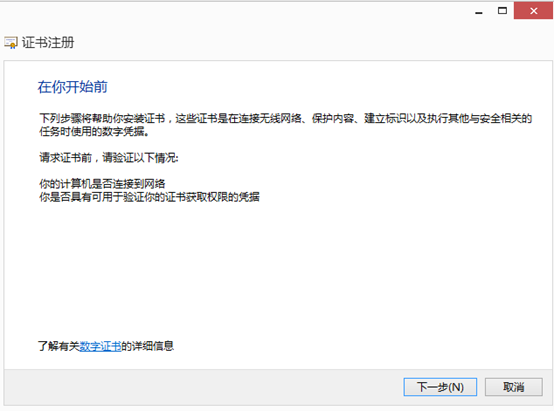 证书注册
在你开始前
下列步骤将帮助你安装证书，这些证书是在连接无线网络、保护内容、建立标识以及执行其他与安全相关的
任务时使用的数字凭据。
请求证书前，请验证以下情况:
你的计算机是否连接到网络
你是否具有可用于验证你的证书获取权限的凭据
了解有关数字证书的详细信息
下一步(N)
取消